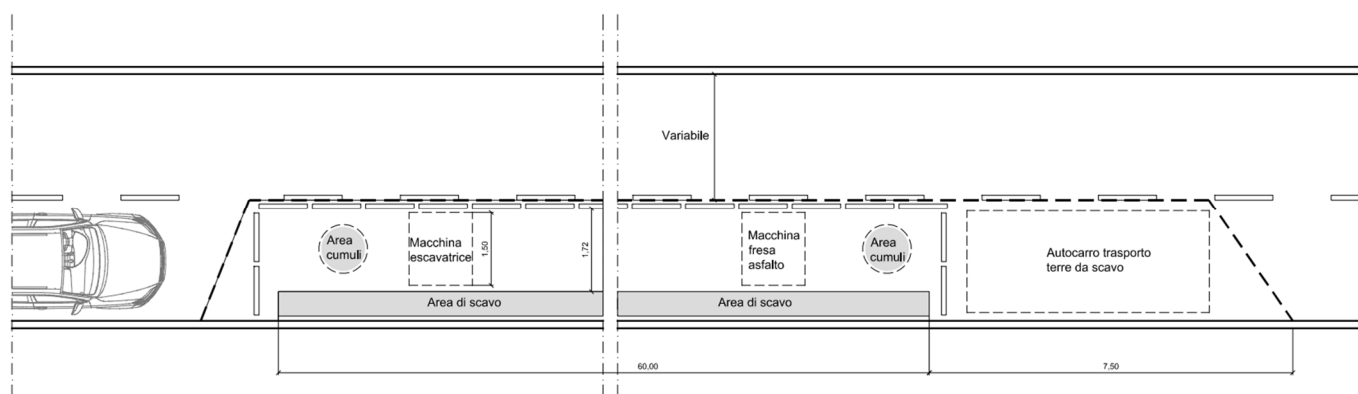 Variabile
Area
cumuli
Macchina
escavatrice
1,50
1,72
Macchina
fresa
asfalto
Area
cumuli
Autocarro trasporto
terre da scavo
Area di scavo
Area di scavo
60,00
7,50